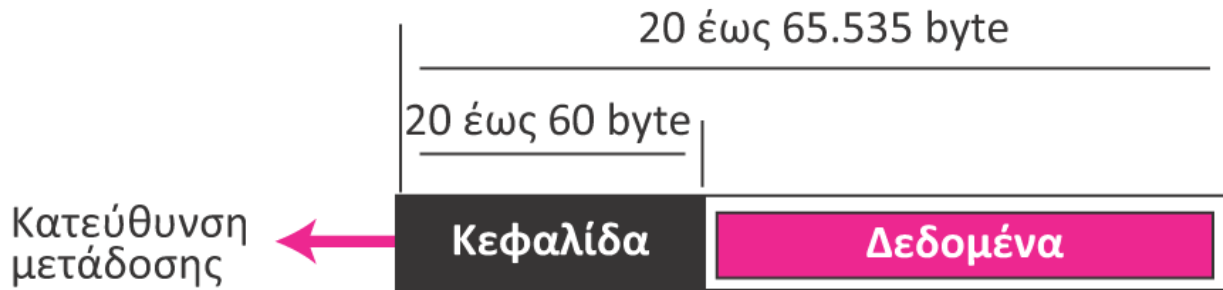 20 έως 65.535 byte
20 έως 60 byte
Κατεύθυνση
μετάδοσης
Κεφαλίδα
Δεδομένα